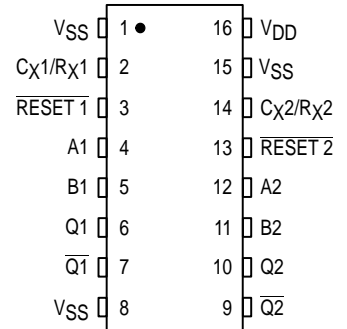 VSS 1 16 VDD
CX1/RX1 2 15 VSS
RESET 1 3 14 CX2/RX2
A1 4 13 RESET 2
B1 5 12 A2
Q1 6 11 B2
Q1 7 10 Q2
VSS 8 9 Q2